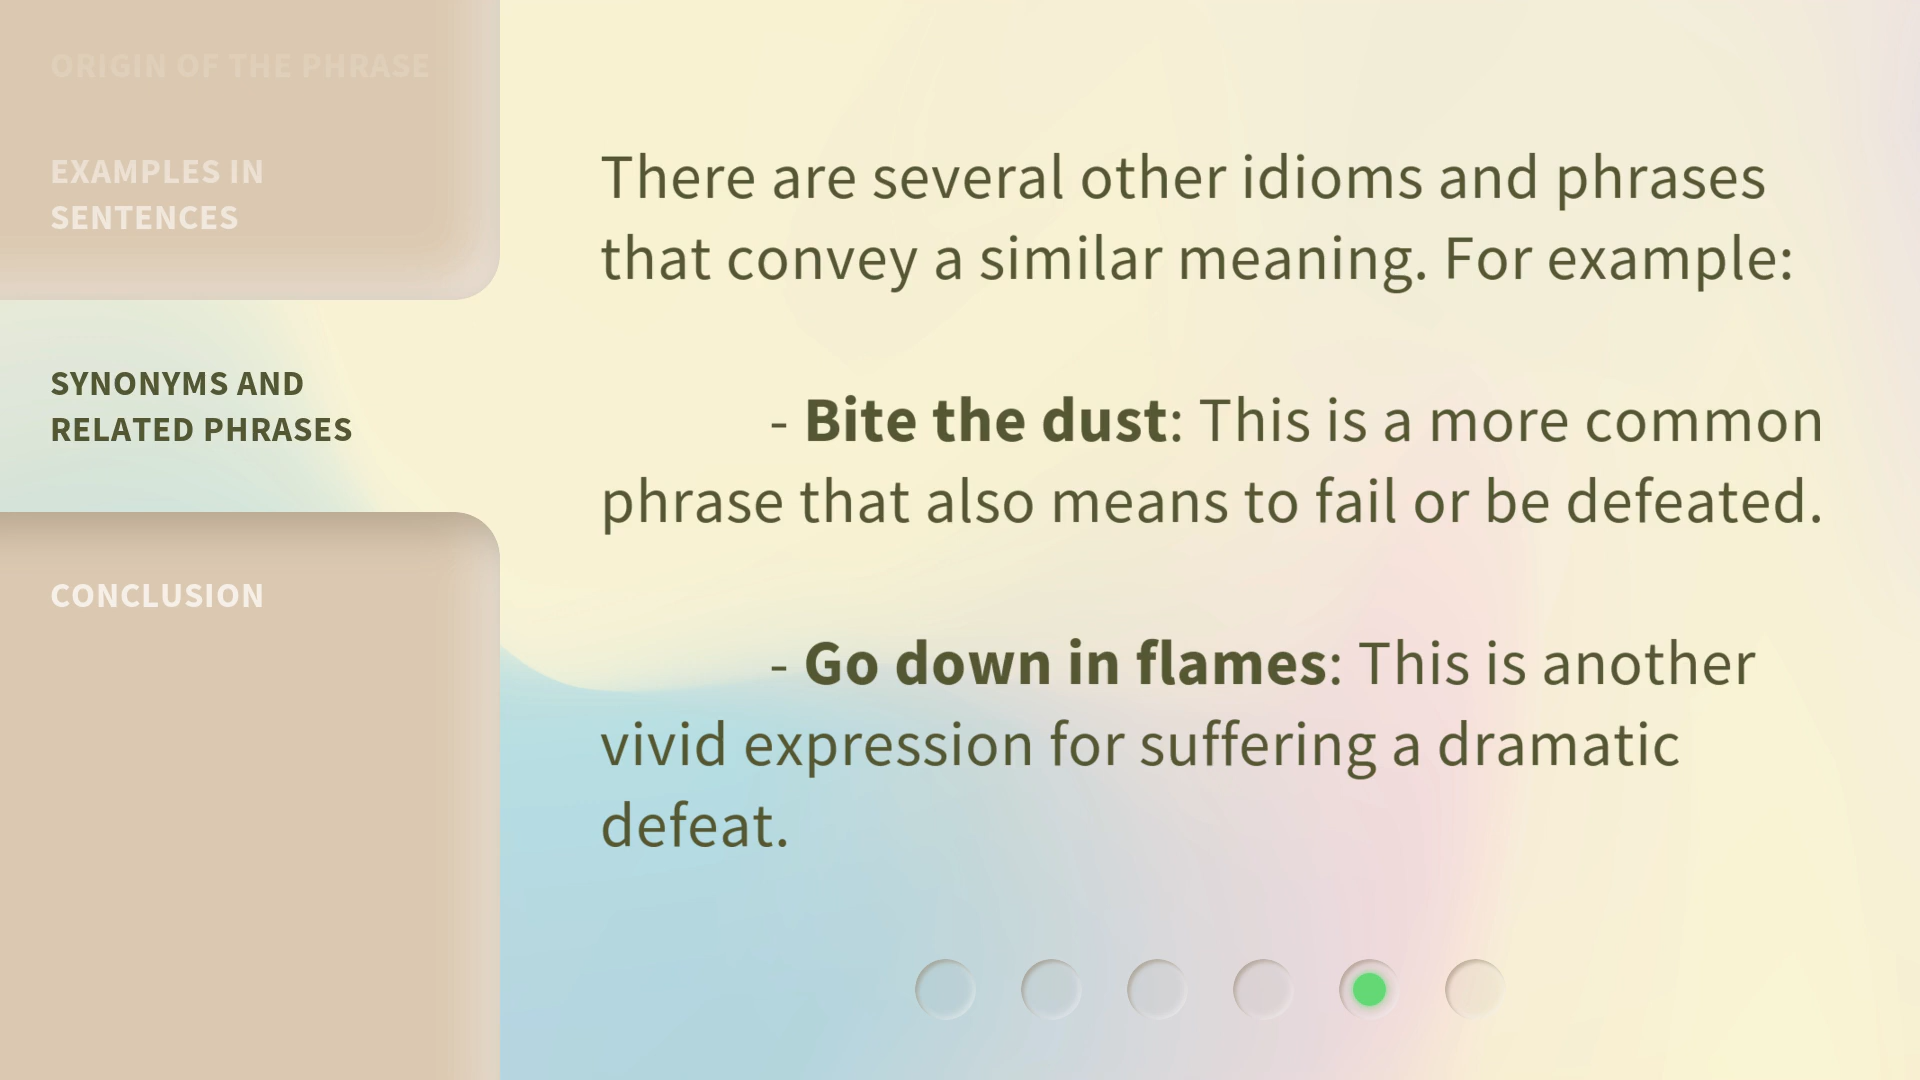 ORIGIN OF THE PHRASE
EXAMPLES IN
SENTENCES
SYNONYMS AND
RELATED PHRASES
CONCLUSION
There are several other idioms and phrases
that convey a similar meaning. For example:
- Bite the dust: This is a more common
phrase that also means to fail or be defeated.
- Go down in flames: This is another
vivid expression for suffering a dramatic
defeat.